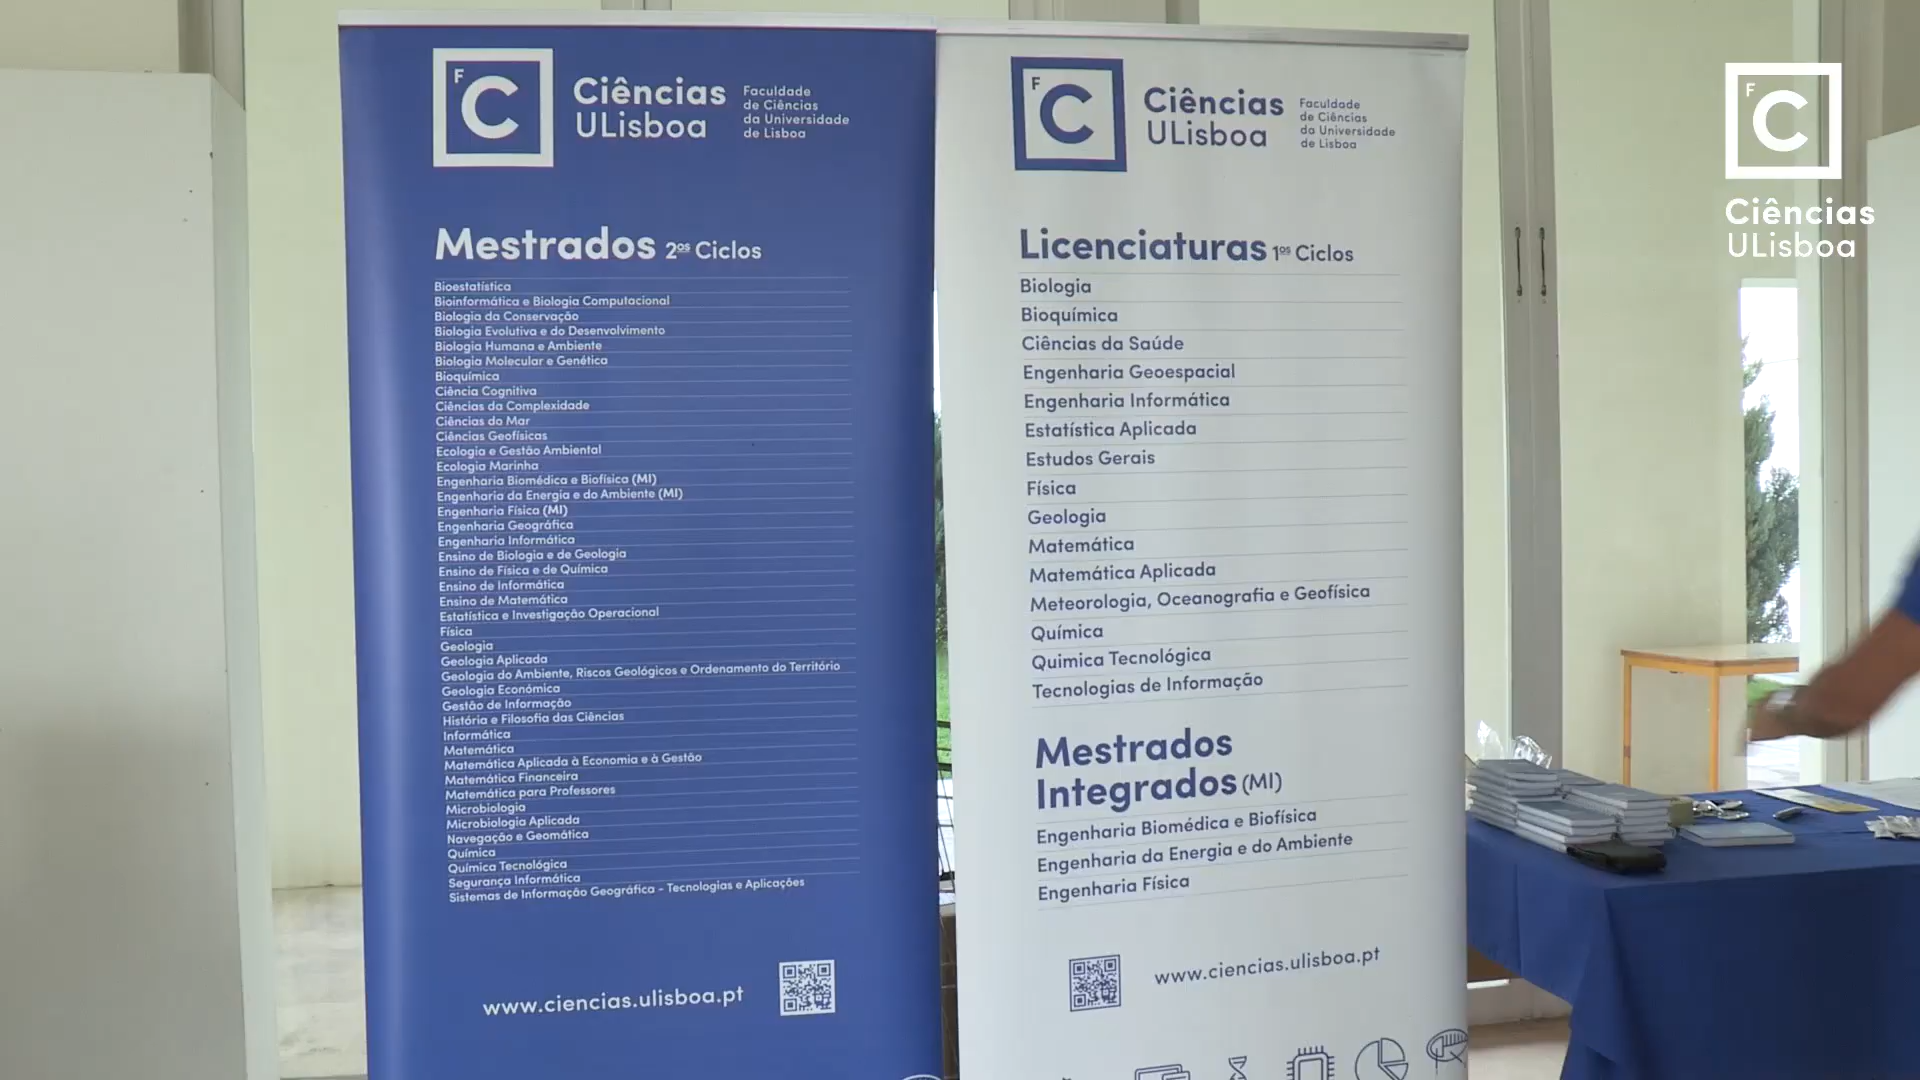 F
C
Ciências
ULisboa
Faculdade
de Ciências
da Universidade
de Lisboa
Mestrados 2ºs Ciclos
Bioestatística
Bioinformática e Biologia Computacional
Biologia da Conservação
Biologia Evolutiva e do Desenvolvimento
Biologia Humana e Ambiente
Biologia Molecular e Genética
Bioquímica
Ciência Cognitiva
Ciências da Complexidade
Ciências do Mar
Ciências Geofísicas
Ecologia e Gestão Ambiental
Ecologia Marinha
Engenharia Biomédica e Biofísica (MI)
Engenharia da Energia e do Ambiente (MI)
Engenharia Física (MI)
Engenharia Geográfica
Engenharia Informática
Ensino de Biologia e de Geologia
Ensino de Física e de Química
Ensino de Informática
Ensino de Matemática
Estatística e Investigação Operacional
Física
Geologia
Geologia Aplicada
Geologia do Ambiente, Riscos Geológicos e Ordenamento do Território
Geologia Económica
Gestão de Informação
História e Filosofia das Ciências
Informática
Matemática
Matemática Aplicada à Economia e à Gestão
Matemática Financeira
Matemática para Professores
Microbiologia
Microbiologia Aplicada
Navegação e Geomática
Química
Química Tecnológica
Segurança Informática
Sistemas de Informação Geográfica - Tecnologias e Aplicações
www.ciencias.ulisboa.pt
F
C
Ciências
ULisboa
Faculdade
de Ciências
da Universidade
de Lisboa
Licenciaturas 1ºs Ciclos
Biologia
Bioquímica
Ciências da Saúde
Engenharia Geoespacial
Engenharia Informática
Estatística Aplicada
Estudos Gerais
Física
Geologia
Matemática
Matemática Aplicada
Meteorologia, Oceanografia e Geofísica
Química
Quimica Tecnológica
Tecnologias de Informação
Mestrados
Integrados (MI)
Engenharia Biomédica e Biofísica
Engenharia da Energia e do Ambiente
Engenharia Física
www.ciencias.ulisboa.pt
F
C
Ciências
ULisboa